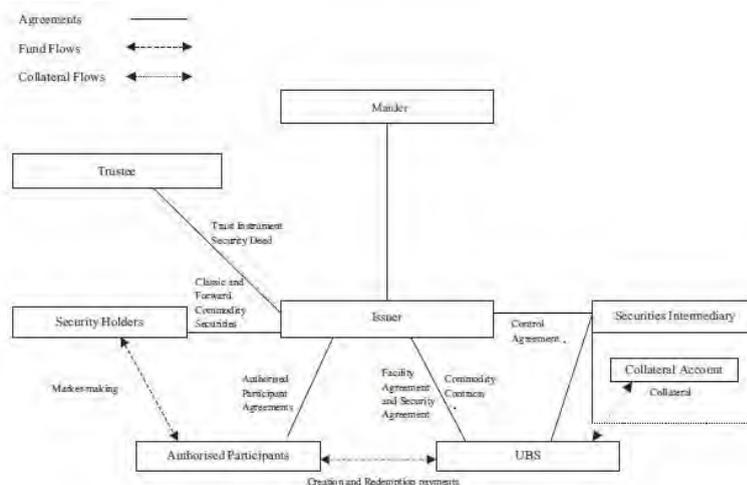 Agreements
Fund Flows
Collateral Flows
Trustee
Trust Instrument
Security Deed
Classic and
Forward
Commodity
Securities
Security Holders
Issuer
Control
Agreement
Securities Intermediary
Collateral Account
Collateral
Market-making
Authorised
Participant
Agreements
Facility
Agreement
and Security
Agreement
Commodity
Contracts
Authorised Participants
UBS
Creation and Redemption payments